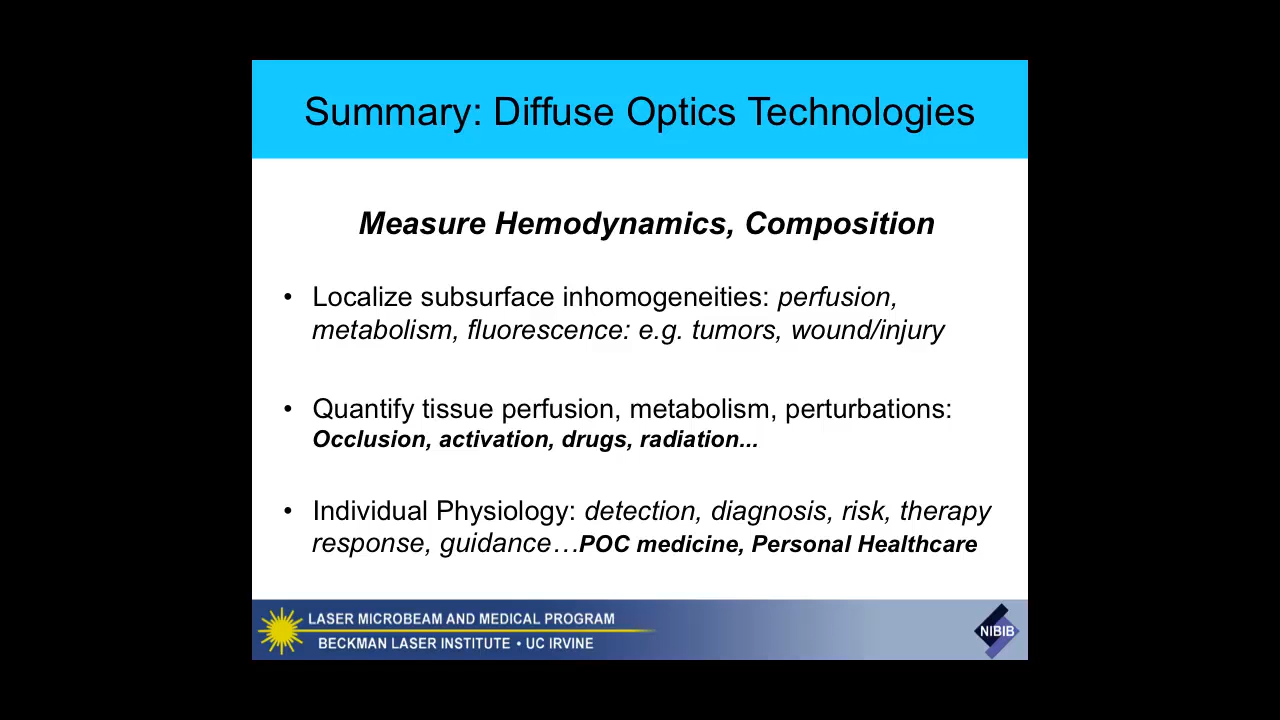 Summary: Diffuse Optics Technologies
Measure Hemodynamics, Composition
• Localize subsurface inhomogeneities: perfusion,
metabolism, fluorescence: e.g. tumors, wound/injury
• Quantify tissue perfusion, metabolism, perturbations:
Occlusion, activation, drugs, radiation...
• Individual Physiology: detection, diagnosis, risk, therapy
response, guidance…POC medicine, Personal Healthcare
LASER MICROBEAM AND MEDICAL PROGRAM
BECKMAN LASER INSTITUTE • UC IRVINE
NIBIB